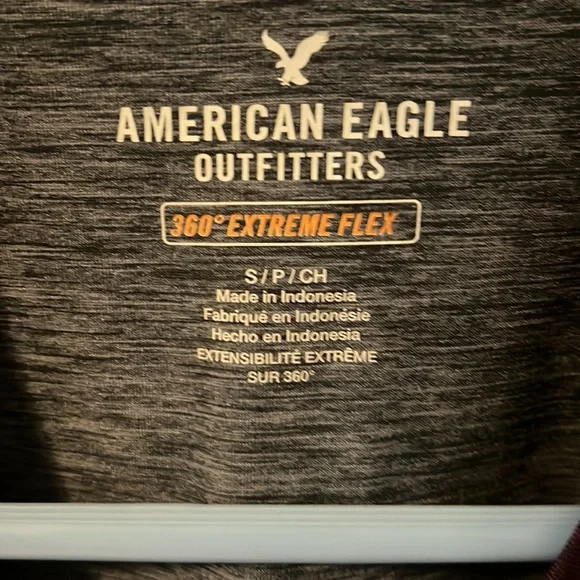 AMERICAN EAGLE
OUTFITTERS
360° EXTREME FLEX
S / P / CH
Made in Indonesia
Fabriqué en Indonésie
Hecho en Indonesia
EXTENSIBILITÉ EXTRÊME
SUR 360°